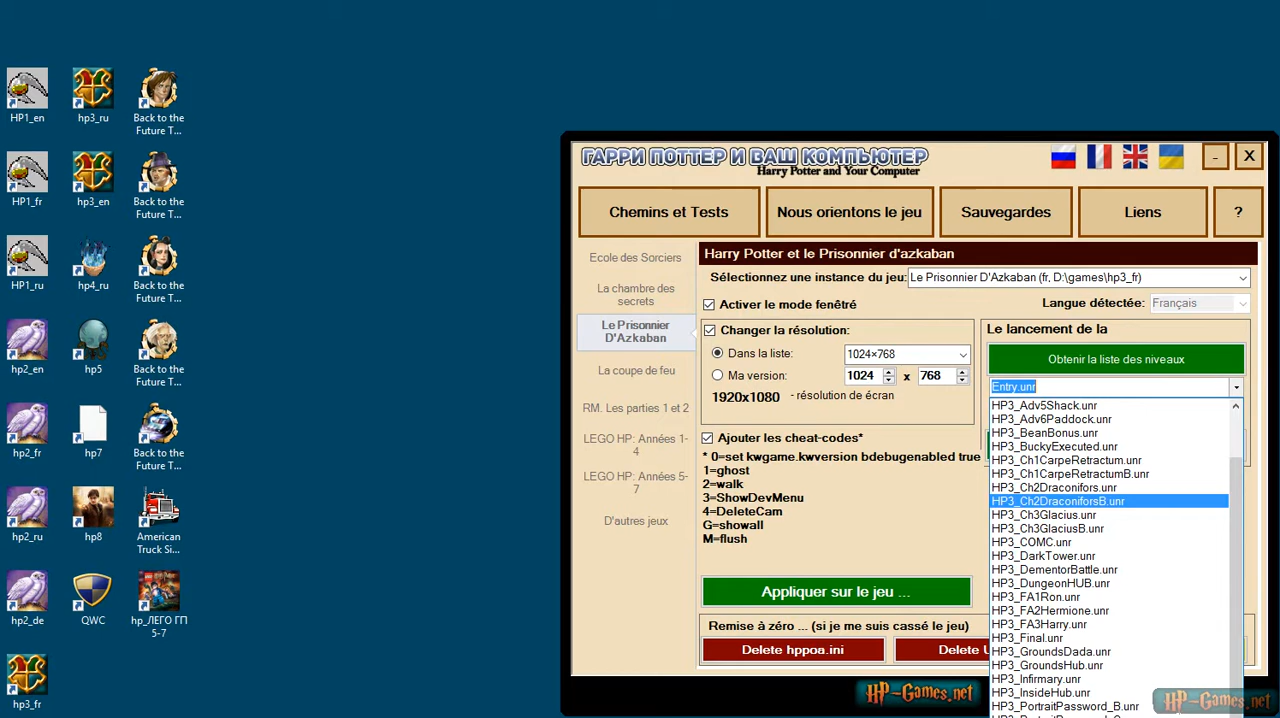 HP1_en
hp3_ru
Back to the
Future T...
HP1_fr
hp3_en
Back to the
Future T...
HP1_ru
hp4_ru
Back to the
Future T...
hp2_en
hp5
Back to the
Future T...
hp2_fr
hp7
Back to the
Future T...
hp2_ru
hp8
American
Truck Si...
hp2_de
QWC
hp_ЛЕГО ГП
5-7
hp3_fr
ГАРРИ ПОТТЕР И ВАШ КОМПЬЮТЕР
Harry Potter and Your Computer
- X
Chemins et Tests
Nous orientons le jeu
Sauvegardes
Liens
?
Ecole des Sorciers
La chambre des
secrets
Le Prisonnier
D'Azkaban
La coupe de feu
RM. Les parties 1 et 2
LEGO HP: Années 1-
4
LEGO HP: Années 5-
7
D'autres jeux
Harry Potter et le Prisonnier d'azkaban
Sélectionnez une instance du jeu: Le Prisonnier D'Azkaban (fr, D:\games\hp3_fr)
Activer le mode fenêtré
Langue détectée: Français
Changer la résolution:
Dans la liste: 1024×768
Ma version: 1024 x 768
1920x1080 - résolution de écran
Ajouter les cheat-codes*
* 0=set kwgame.kwversion bdebugenabled true
1=ghost
2=walk
3=ShowDevMenu
4=DeleteCam
G=showall
M=flush
Appliquer sur le jeu ...
Remise à zéro ... (si je me suis cassé le jeu)
Delete hppoa.ini
Delete U
Le lancement de la
Obtenir la liste des niveaux
Entry.unr
HP3_Adv5Shack.unr
HP3_Adv6Paddock.unr
HP3_BeanBonus.unr
HP3_BuckyExecuted.unr
HP3_Ch1CarpeRetractum.unr
HP3_Ch1CarpeRetractumB.unr
HP3_Ch2Draconifors.unr
HP3_Ch2DraconiforsB.unr
HP3_Ch3Glacius.unr
HP3_Ch3GlaciusB.unr
HP3_COMC.unr
HP3_DarkTower.unr
HP3_DementorBattle.unr
HP3_DungeonHUB.unr
HP3_FA1Ron.unr
HP3_FA2Hermione.unr
HP3_FA3Harry.unr
HP3_Final.unr
HP3_GroundsDada.unr
HP3_GroundsHub.unr
HP3_Infirmary.unr
HP3_InsideHub.unr
HP3_PortraitPassword_B.unr
HP-Games.net
HP-Games.net